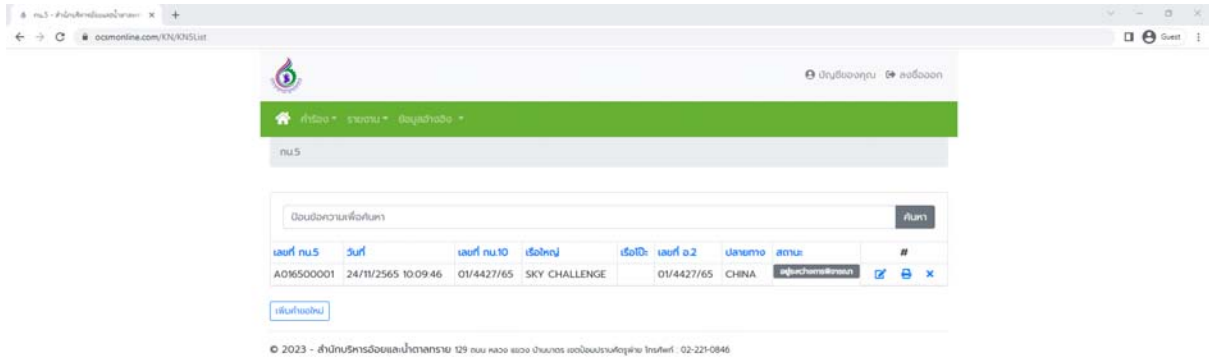 กน.5 - สำนักบริหารอ้อยและน้ำตาลทราย
ocsmonline.com/KN/KN5List
Guest
บัญชีของคุณ ลงชื่อออก
คำร้อง รายงาน ข้อมูลอ้างอิง
กน.5
ป้อนข้อความเพื่อค้นหา ค้นหา
เลขที่ กน.5 วันที่ เลขที่ กน.10 เรือใหญ่ เรือโป๊ะ เลขที่ อ.2 ปลายทาง สถานะ #
A016500001 24/11/2565 10:09:46 01/4427/65 SKY CHALLENGE 01/4427/65 CHINA อยู่ระหว่างการพิจารณา
เพิ่มคำขอใหม่
© 2023 - สำนักบริหารอ้อยและน้ำตาลทราย 129 ถนน หลวง แขวง บ้านบาตร เขตป้อมปราบศัตรูพ่าย โทรศัพท์ : 02-221-0846